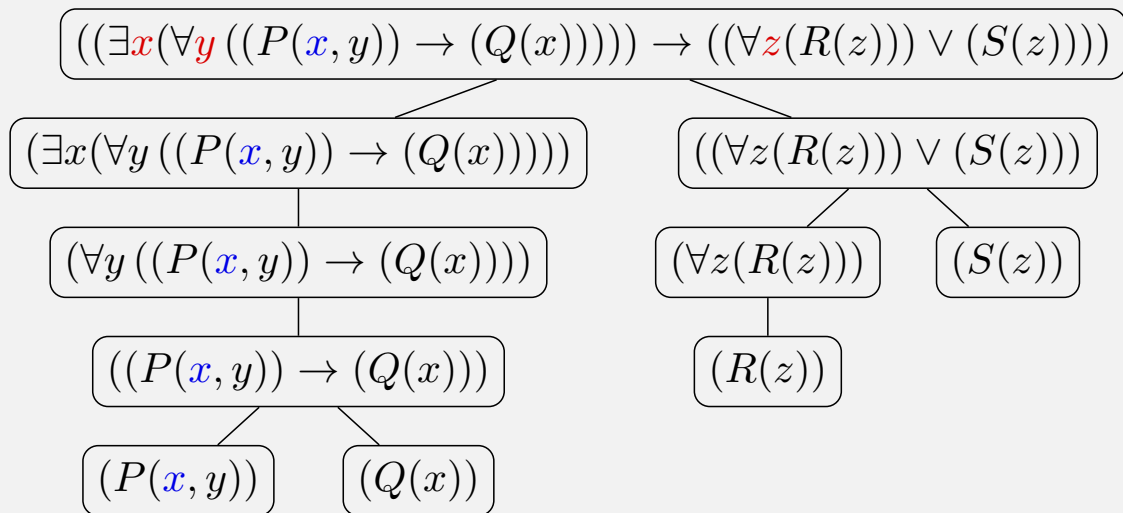 ((∃x(∀y ((P(x, y)) → (Q(x))))) → ((∀z(R(z))) ∨ (S(z))))
(∃x(∀y ((P(x, y)) → (Q(x)))))
((∀z(R(z))) ∨ (S(z)))
(∀y ((P(x, y)) → (Q(x))))
(∀z(R(z)))
(S(z))
((P(x, y)) → (Q(x)))
(R(z))
(P(x, y))
(Q(x))